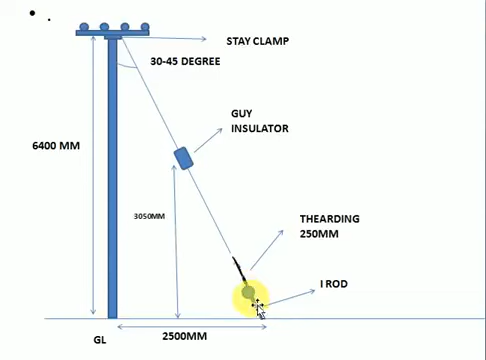 STAY CLAMP
30-45 DEGREE
GUY
INSULATOR
6400 MM
3050MM
THEARDING
250MM
I ROD
2500MM
GL